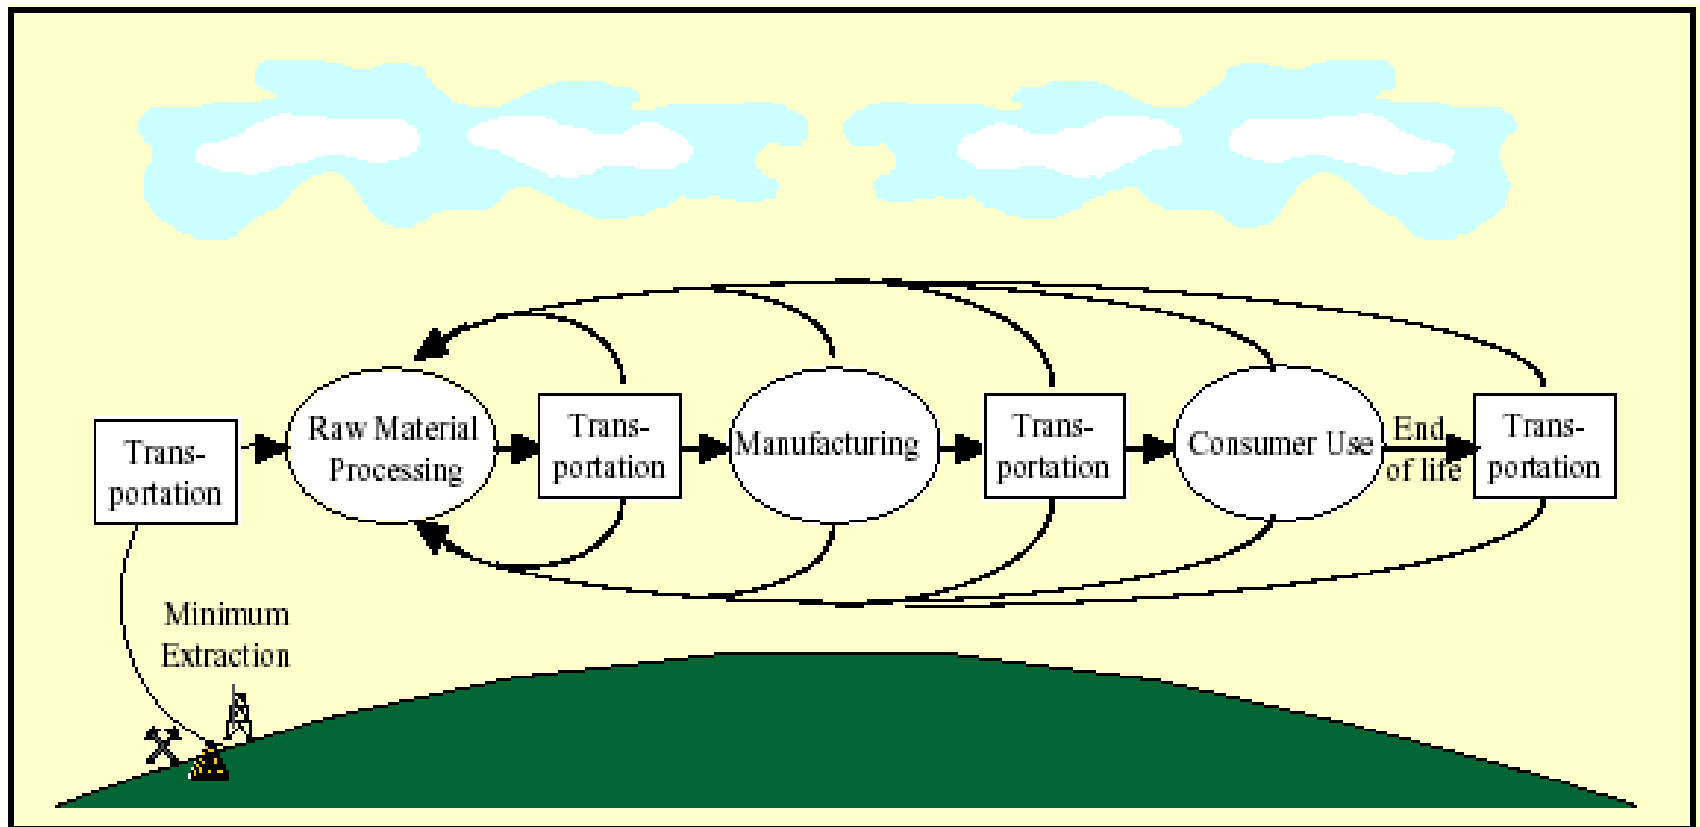 Trans-
portation
Raw Material
Processing
Trans-
portation
Manufacturing
Trans-
portation
Consumer Use
End
of life
Trans-
portation
Minimum
Extraction